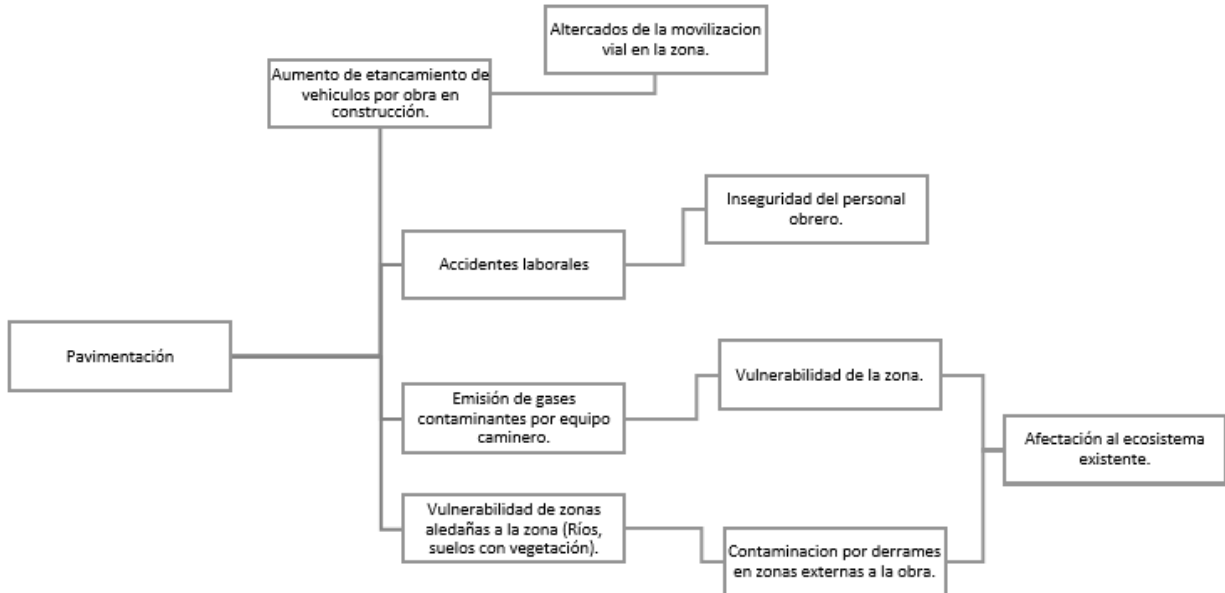 Altercados de la movilizacion
vial en la zona.
Aumento de etancamiento de
vehiculos por obra en
construcción.
Inseguridad del personal
obrero.
Accidentes laborales
Pavimentación
Vulnerabilidad de la zona.
Emisión de gases
contaminantes por equipo
caminero.
Afectación al ecosistema
existente.
Vulnerabilidad de zonas
aledañas a la zona (Ríos,
suelos con vegetación).
Contaminacion por derrames
en zonas externas a la obra.